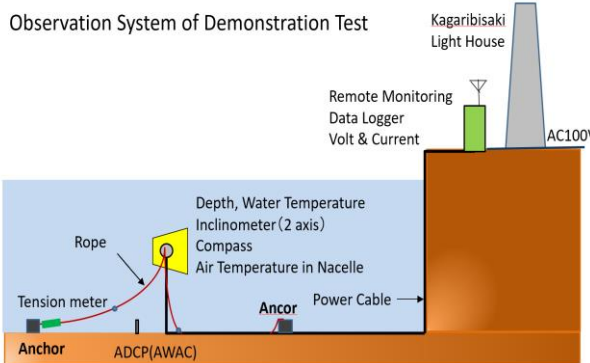 Observation System of Demonstration Test
Kagaribisaki
Light House
Remote Monitoring
Data Logger
Volt & Current
AC100V
Depth, Water Temperature
Inclinometer（2 axis）
Compass
Air Temperature in Nacelle
Rope
Tension meter
Ancor
Power Cable
Anchor
ADCP(AWAC)